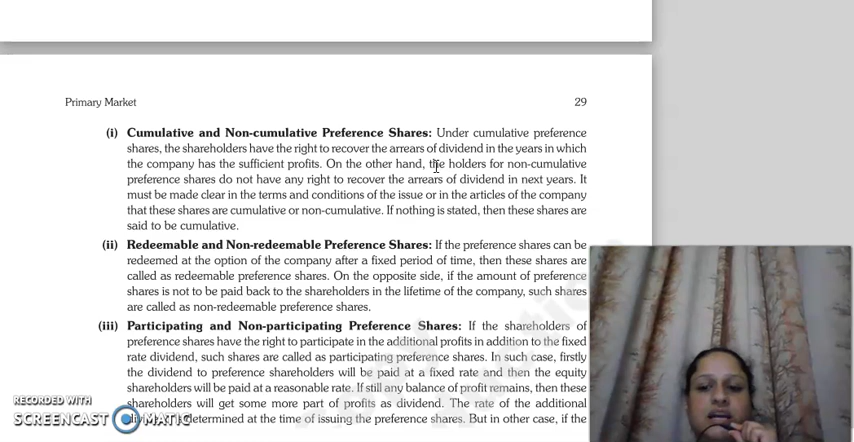 Primary Market 29
(i) Cumulative and Non-cumulative Preference Shares: Under cumulative preference
shares, the shareholders have the right to recover the arrears of dividend in the years in which
the company has the sufficient profits. On the other hand, the holders for non-cumulative
preference shares do not have any right to recover the arrears of dividend in next years. It
must be made clear in the terms and conditions of the issue or in the articles of the company
that these shares are cumulative or non-cumulative. If nothing is stated, then these shares are
said to be cumulative.
(ii) Redeemable and Non-redeemable Preference Shares: If the preference shares can be
redeemed at the option of the company after a fixed period of time, then these shares are
called as redeemable preference shares. On the opposite side, if the amount of preference
shares is not to be paid back to the shareholders in the lifetime of the company, such shares
are called as non-redeemable preference shares.
(iii) Participating and Non-participating Preference Shares: If the shareholders of
preference shares have the right to participate in the additional profits in addition to the fixed
rate dividend, such shares are called as participating preference shares. In such case, firstly
the dividend to preference shareholders will be paid at a fixed rate and then the equity
shareholders will be paid at a reasonable rate. If still any balance of profit remains, then these
shareholders will get some more part of profits as dividend. The rate of the additional
determined at the time of issuing the preference shares. But in other case, if the
RECORDED WITH
SCREENCAST MATIC